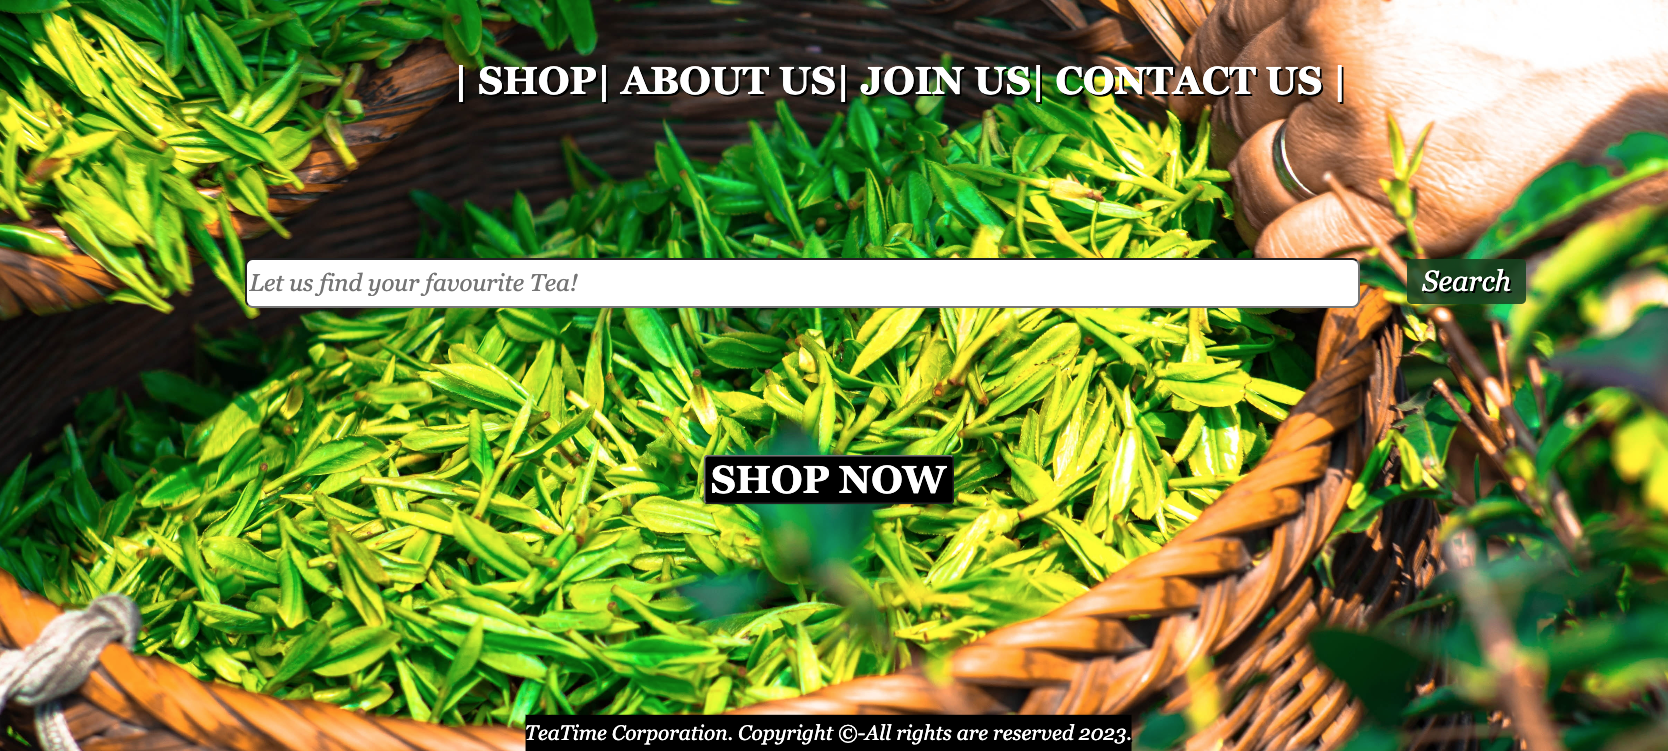 | SHOP| ABOUT US| JOIN US| CONTACT US |
Let us find your favourite Tea!
Search
SHOP NOW
TeaTime Corporation. Copyright ©-All rights are reserved 2023.